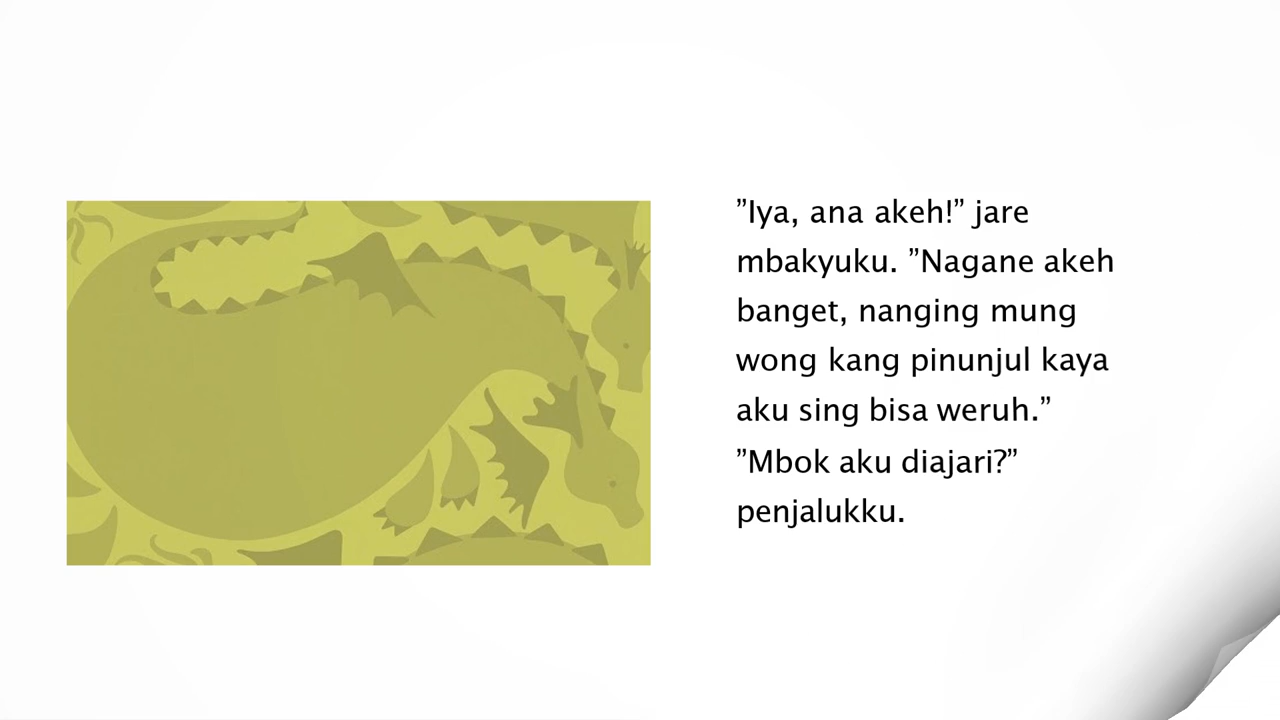 ”Iya, ana akeh!” jare
mbakyuku. ”Nagane akeh
banget, nanging mung
wong kang pinunjul kaya
aku sing bisa weruh.”
”Mbok aku diajari?”
penjalukku.